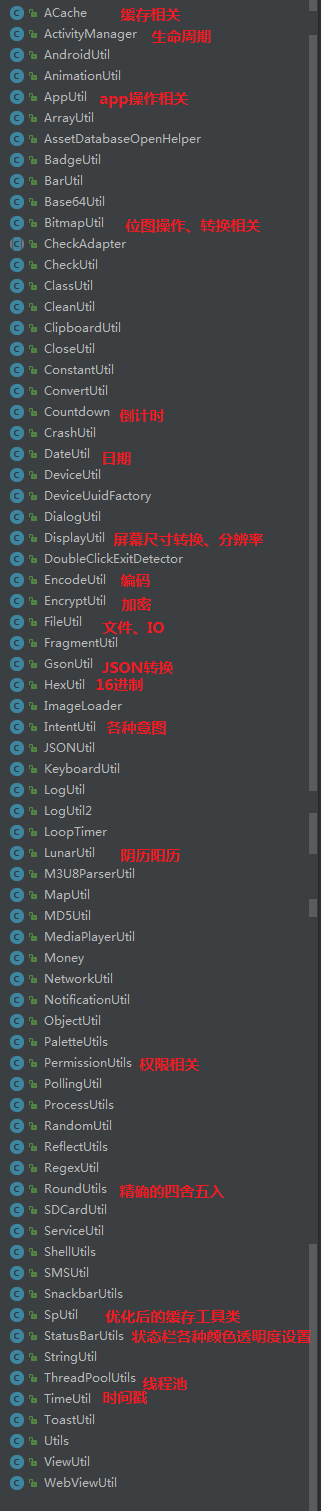 ACache 缓存相关
ActivityManager 生命周期
AndroidUtil
AnimationUtil
AppUtil app操作相关
ArrayUtil
AssetDatabaseOpenHelper
BadgeUtil
BarUtil
Base64Util
BitmapUtil 位图操作、转换相关
CheckAdapter
CheckUtil
ClassUtil
CleanUtil
ClipboardUtil
CloseUtil
ConstantUtil
ConvertUtil
Countdown 倒计时
CrashUtil
DateUtil 日期
DeviceUtil
DeviceUuidFactory
DialogUtil
DisplayUtil 屏幕尺寸转换、分辨率
DoubleClickExitDetector
EncodeUtil 编码
EncryptUtil 加密
FileUtil 文件、IO
FragmentUtil
GsonUtil JSON转换
HexUtil 16进制
ImageLoader
IntentUtil 各种意图
JSONUtil
KeyboardUtil
LogUtil
LogUtil2
LoopTimer
LunarUtil 阴历阳历
M3U8ParserUtil
MapUtil
MD5Util
MediaPlayerUtil
Money
NetworkUtil
NotificationUtil
ObjectUtil
PaletteUtils
PermissionUtils 权限相关
PollingUtil
ProcessUtils
RandomUtil
ReflectUtils
RegexUtil
RoundUtils 精确的四舍五入
SDCardUtil
ServiceUtil
ShellUtils
SMSUtil
SnackbarUtils
SpUtil 优化后的缓存工具类
StatusBarUtils 状态栏各种颜色透明度设置
StringUtil
ThreadPoolUtils 线程池
TimeUtil 时间戳
ToastUtil
Utils
ViewUtil
WebViewUtil